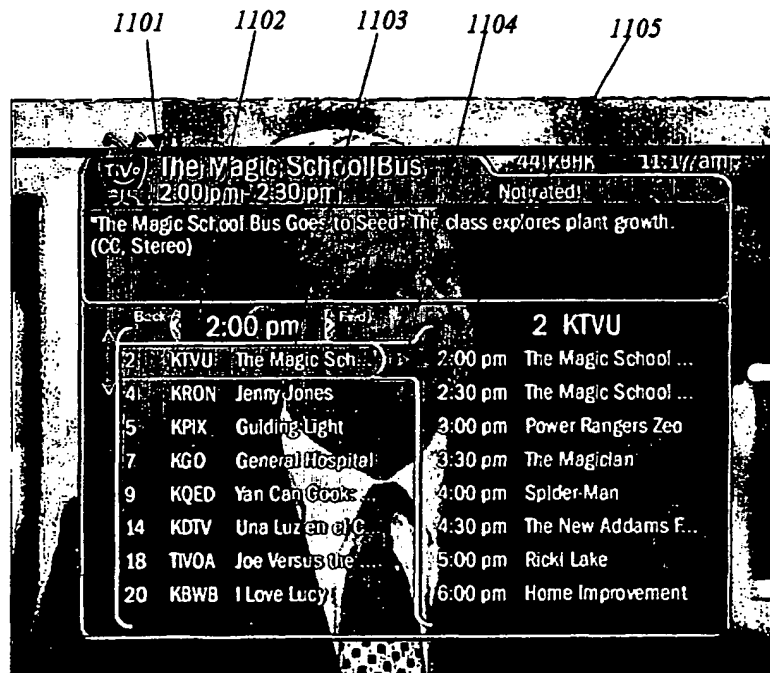 1101 1102 1103 1104 1105
TiVo The Magic School Bus 44 KBHK 11:17 am
2:00 pm - 2:30 pm Not rated
"The Magic School Bus Goes to Seed" The class explores plant growth.
(CC, Stereo)
Back 2:00 pm 2 KTVU
2 KTVU The Magic Sch... 2:00 pm The Magic School ...
4 KRON Jenny Jones 2:30 pm The Magic School ...
5 KPIX Guiding Light 3:00 pm Power Rangers Zeo
7 KGO General Hospital 3:30 pm The Magician
9 KQED Yan Can Cook: ... 4:00 pm Spider-Man
14 KDTV Una Luz en el C... 4:30 pm The New Addams F...
18 TIVOA Joe Versus the .... 5:00 pm Ricki Lake
20 KBWB I Love Lucy 6:00 pm Home Improvement